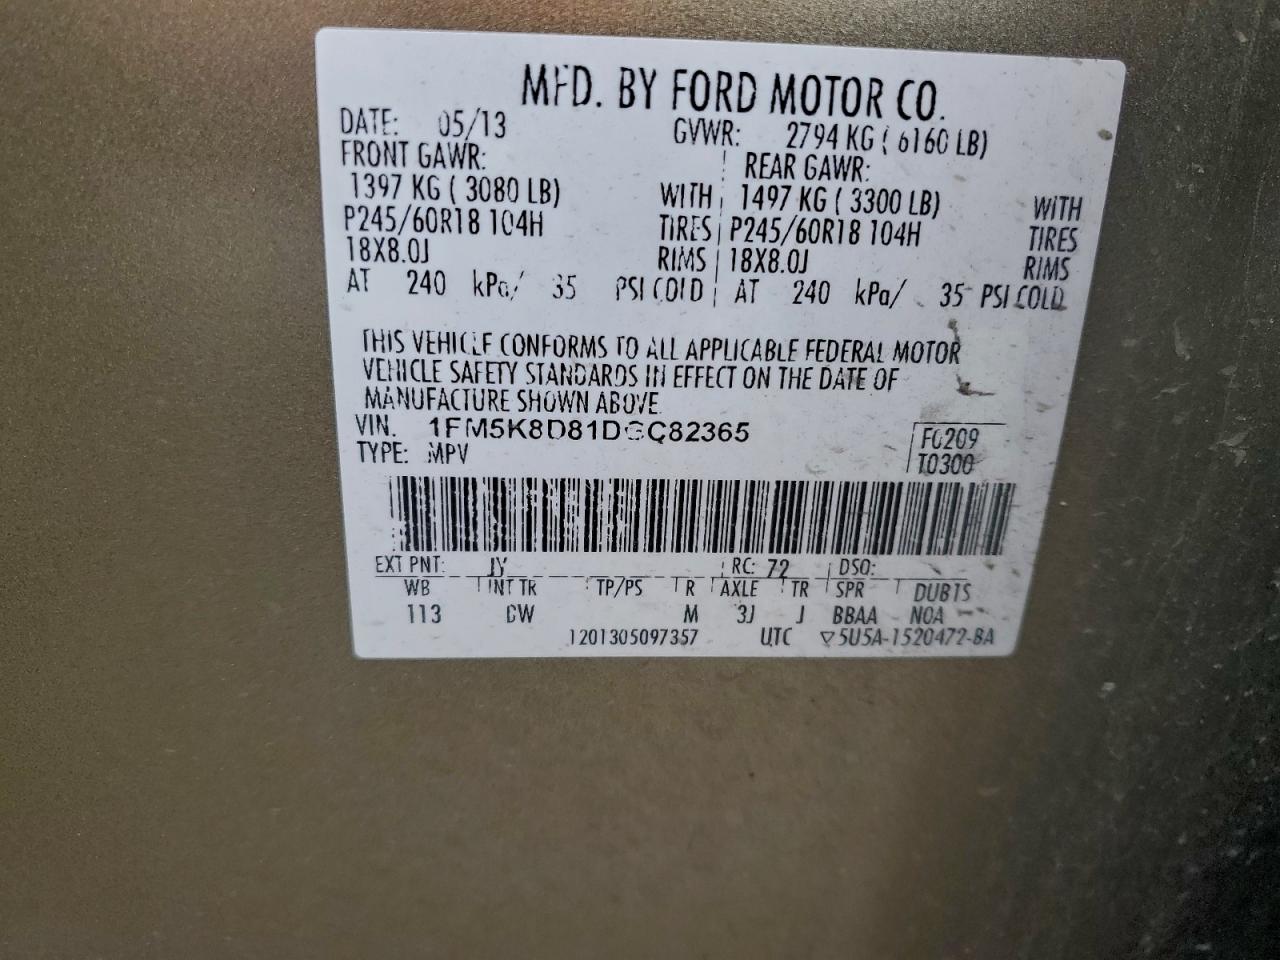 MFD. BY FORD MOTOR CO.
DATE: 05/13 GVWR: 2794 KG ( 6160 LB)
FRONT GAWR: REAR GAWR:
1397 KG ( 3080 LB) WITH 1497 KG ( 3300 LB) WITH
P245/60R18 104H TIRES P245/60R18 104H TIRES
18X8.0J RIMS 18X8.0J RIMS
AT 240 kPa/ 35 PSI COLD AT 240 kPa/ 35 PSI COLD
THIS VEHICLE CONFORMS TO ALL APPLICABLE FEDERAL MOTOR
VEHICLE SAFETY STANDARDS IN EFFECT ON THE DATE OF
MANUFACTURE SHOWN ABOVE.
VIN: 
TYPE: MPV
F0209
T0300
EXT PNT: JY RC: 72 DSO:
WB INT TR TP/PS R AXLE TR SPR DUBTS
113 M 3J J BBAA NOA
1201305097357 UTC ▽5U5A-1520472-BA